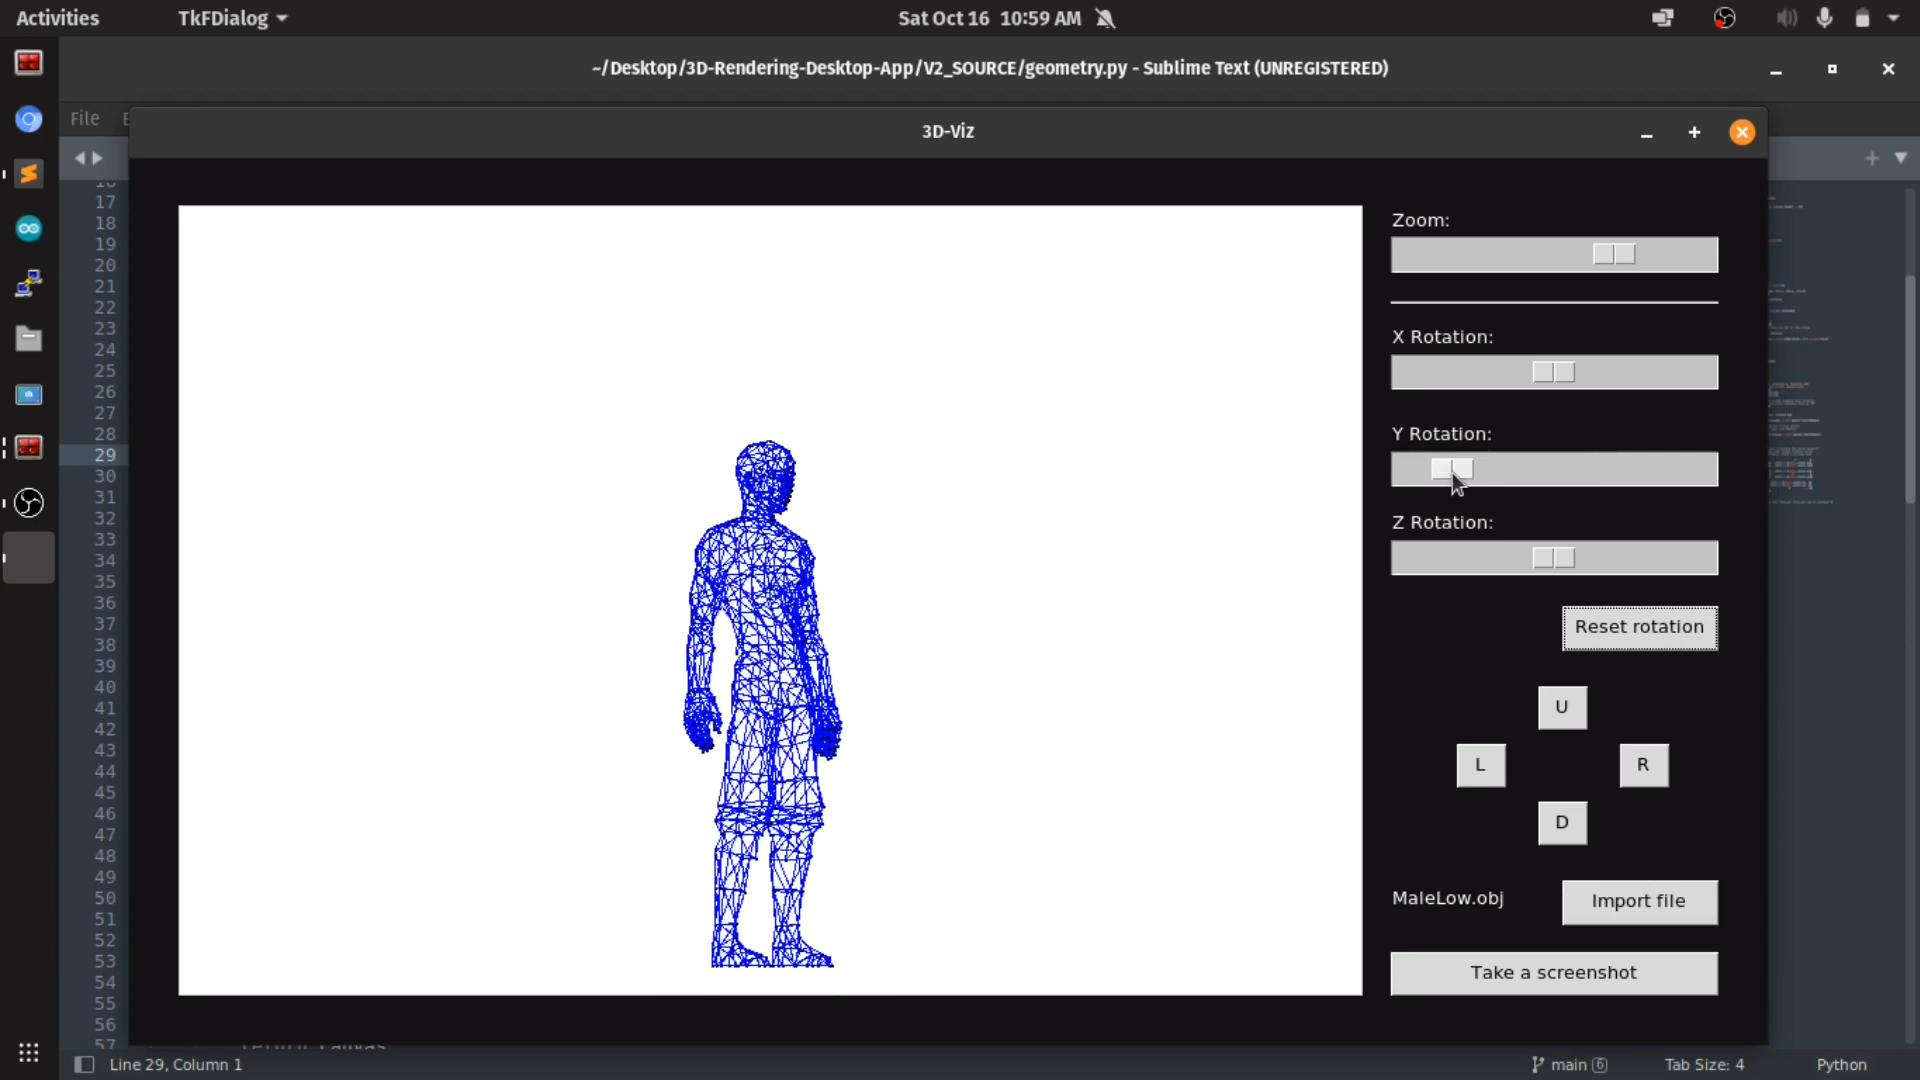 Activities
TkFDialog
Sat Oct 16 10:59 AM
~/Desktop/3D-Rendering-Desktop-App/V2_SOURCE/geometry.py - Sublime Text (UNREGISTERED)
File
3D-Viz
Zoom:
X Rotation:
Y Rotation:
Z Rotation:
Reset rotation
U
L
R
D
MaleLow.obj
Import file
Take a screenshot
17
18
19
20
21
22
23
24
25
26
27
28
29
30
31
32
33
34
35
36
37
38
39
40
41
42
43
44
45
46
47
48
49
50
51
52
53
54
55
56
57
Line 29, Column 1
main 6
Tab Size: 4
Python